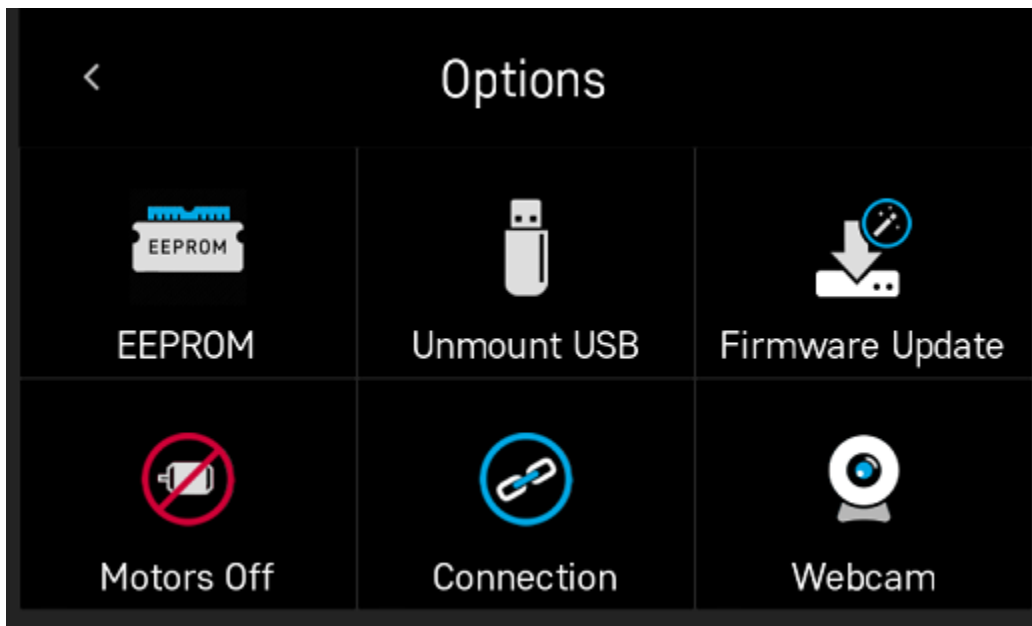 Options
EEPROM
EEPROM
Unmount USB
Firmware Update
Motors Off
Connection
Webcam